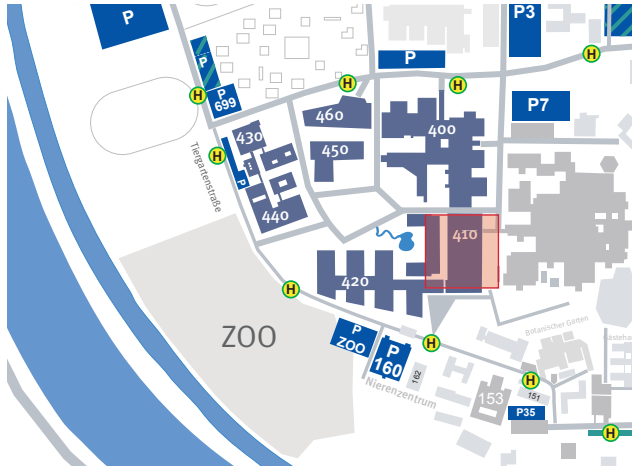 P
P3
P
P
H
P
699
H
H
H
P7
460
400
430
450
H
P
Tiergartenstraße
440
410
420
H
ZOO
P
ZOO
P
160
H
162
Nierenzentrum
Botanischer Garten
H
151
153
P35
H